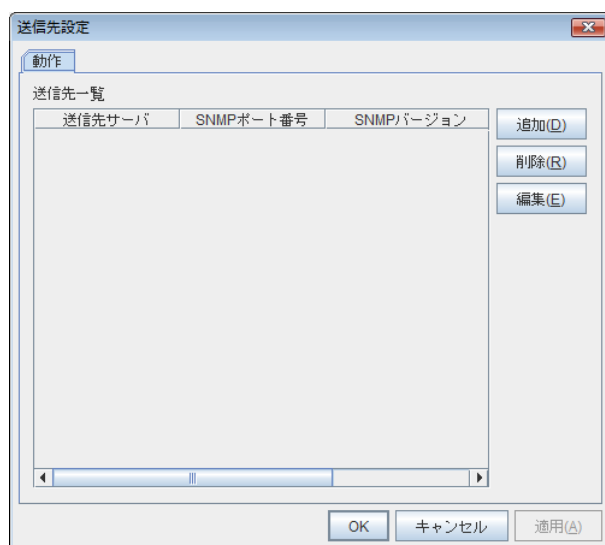 送信先設定
動作
送信先一覧
送信先サーバ SNMPポート番号 SNMPバージョン
追加(D)
削除(R)
編集(E)
OK キャンセル 適用(A)